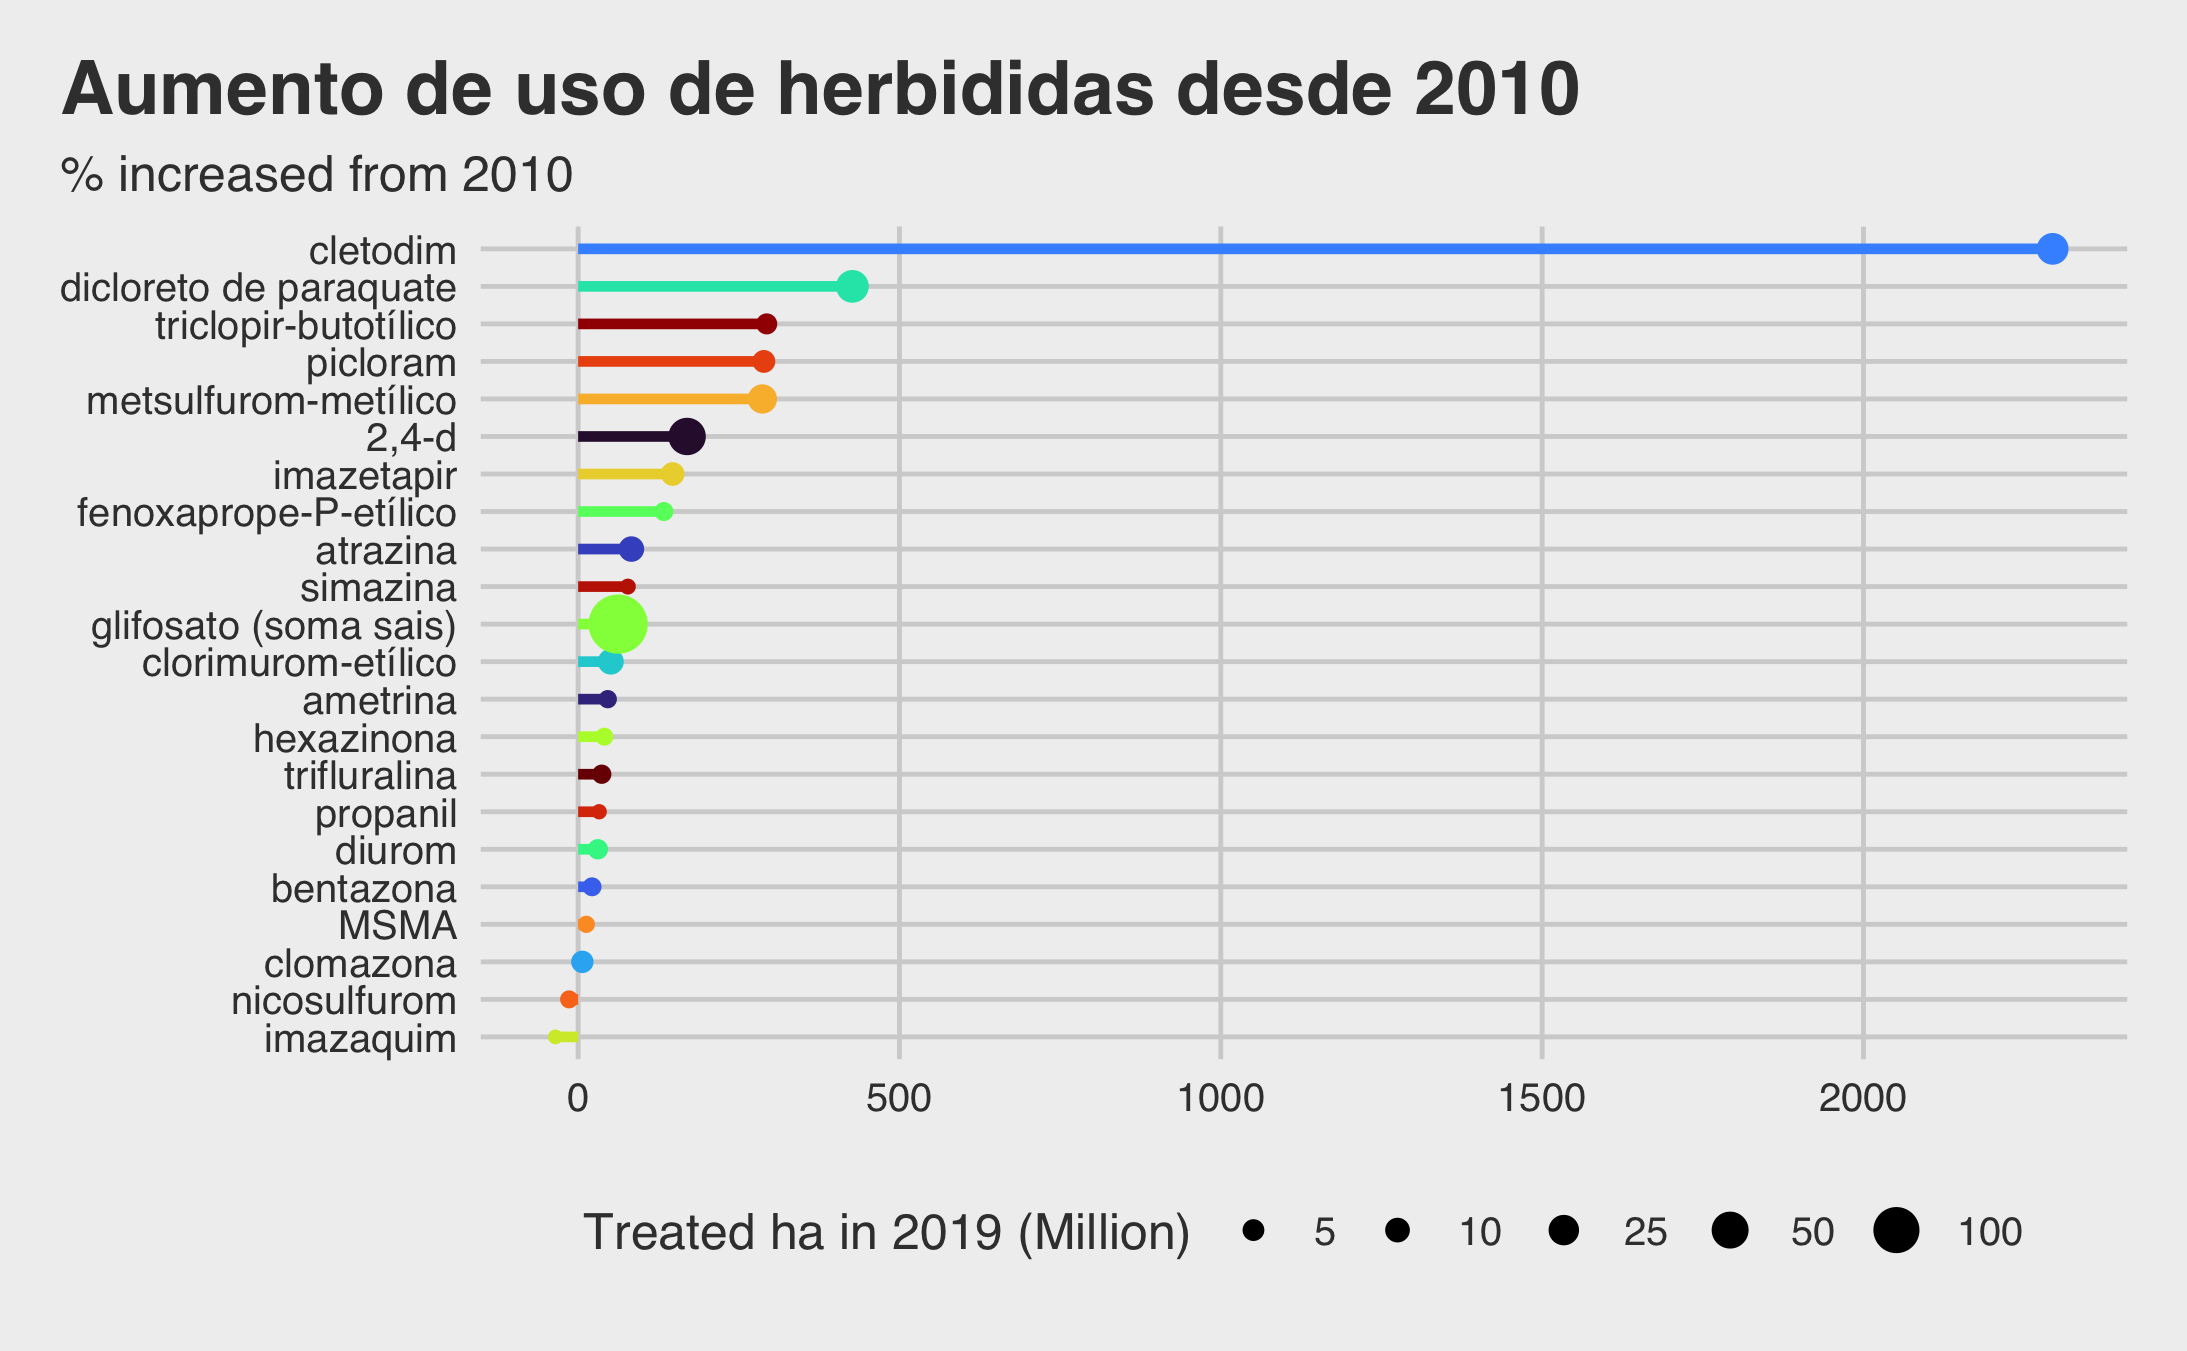 Aumento de uso de herbididas desde 2010
% increased from 2010
cletodim
dicloreto de paraquate
triclopir-butotílico
picloram
metsulfurom-metílico
2,4-d
imazetapir
fenoxaprope-P-etílico
atrazina
simazina
glifosato (soma sais)
clorimurom-etílico
ametrina
hexazinona
trifluralina
propanil
diurom
bentazona
MSMA
clomazona
nicosulfurom
imazaquim
0 500 1000 1500 2000
Treated ha in 2019 (Million) 5 10 25 50 100